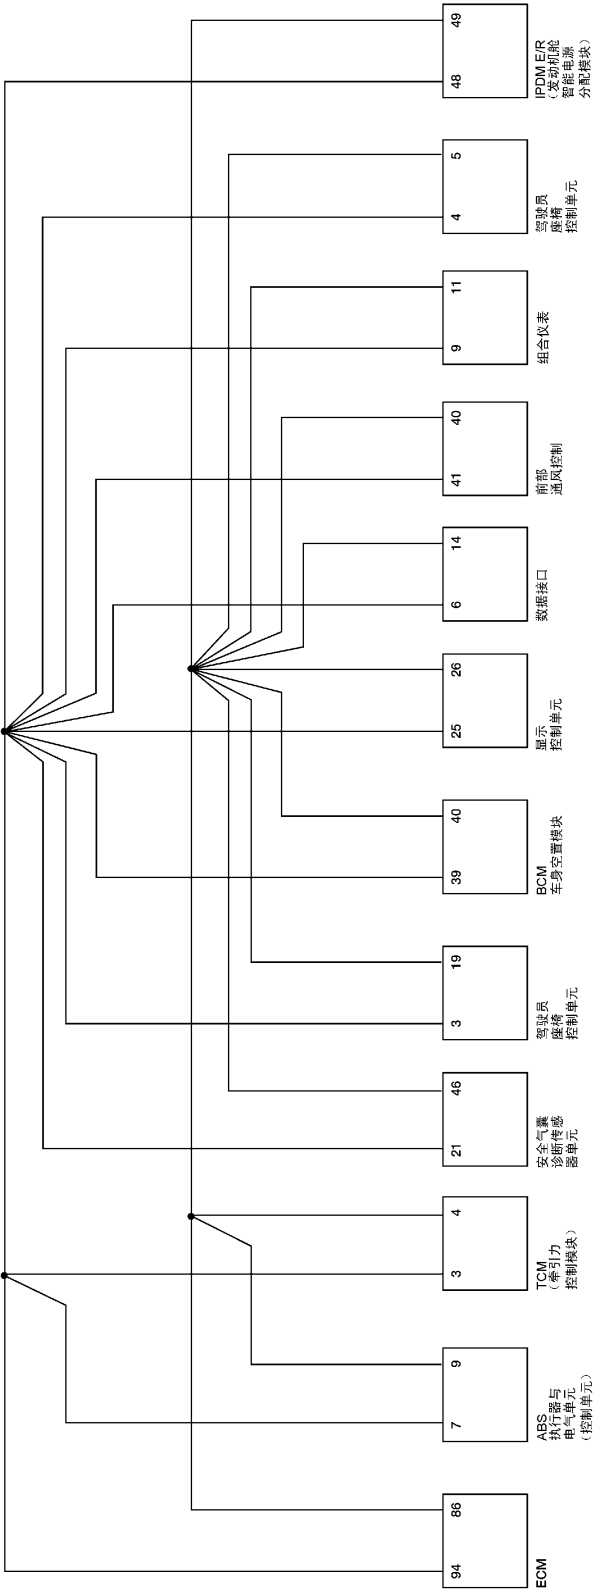 94
86
ECM
7
9
ABS
执行器与
电气单元
（控制单元）
3
4
TCM
（牵引力
控制模块）
21
46
安全气囊
诊断传感
器单元
3
19
驾驶员
座椅
控制单元
39
40
BCM
车身空置模块
25
26
显示
控制单元
6
14
数据接口
41
40
前部
通风控制
9
11
组合仪表
4
5
驾驶员
座椅
控制单元
48
49
IPDM E/R
（发动机舱
智能电源
分配模块）